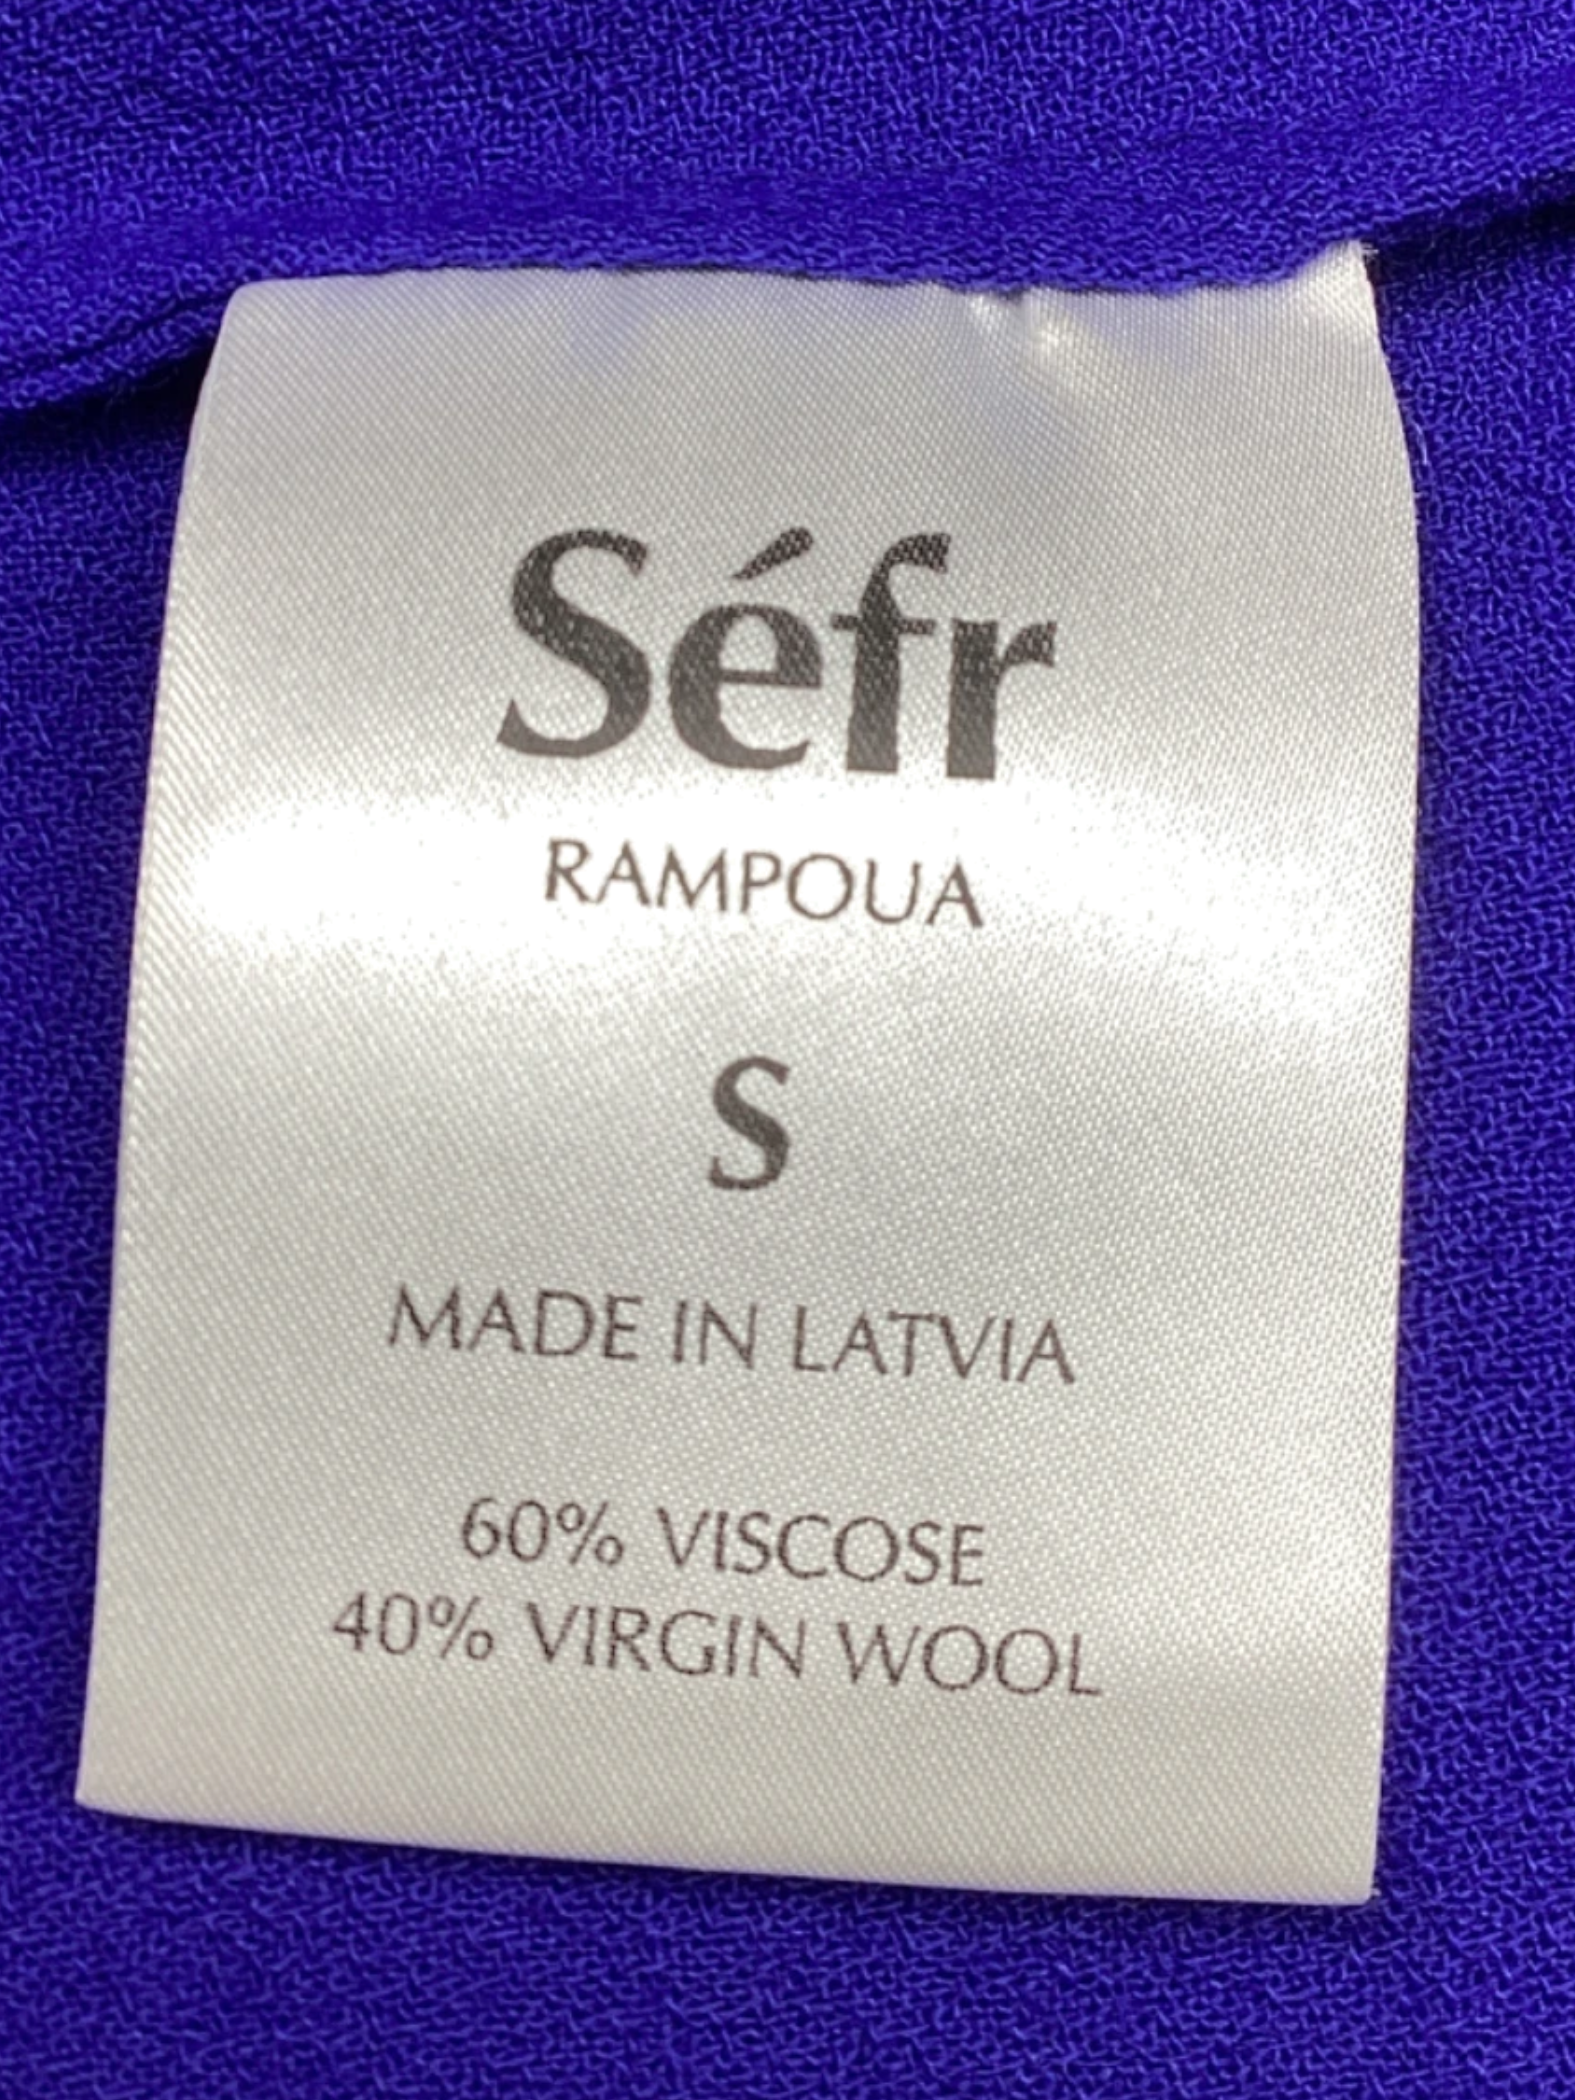 Séfr
RAMPOUA
S
MADE IN LATVIA
60% VISCOSE
40% VIRGIN WOOL